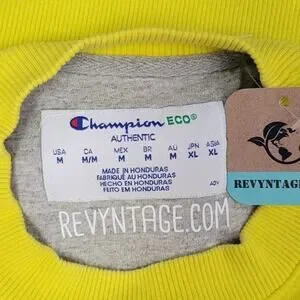 Champion ECO®
AUTHENTIC
USA CA MEX BR AU JPN ASIA
M M/M M M M XL XL
MADE IN HONDURAS
FABRIQUÉ AU HONDURAS
HECHO EN HONDURAS
FEITO EM HONDURAS
ADY
REVYNTAGE.COM
REVYNTAGE